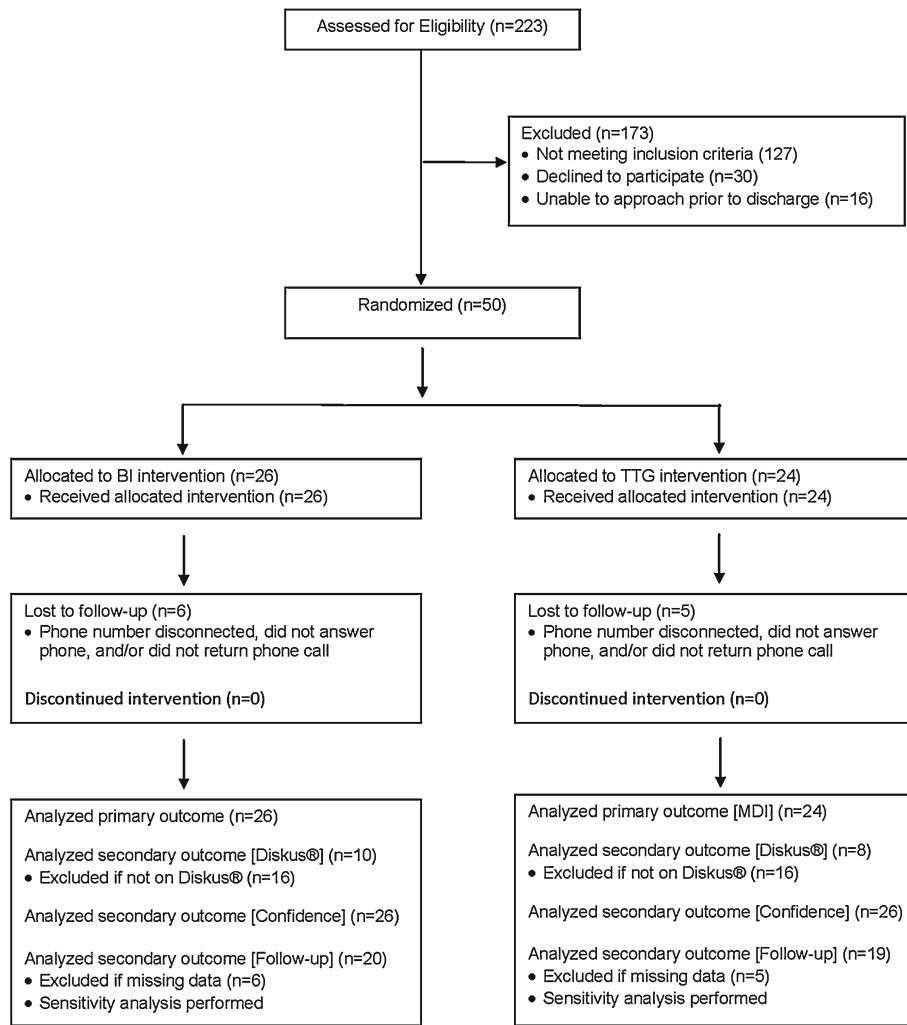 Assessed for Eligibility (n=223)
Excluded (n=173)
• Not meeting inclusion criteria (127)
• Declined to participate (n=30)
• Unable to approach prior to discharge (n=16)
Randomized (n=50)
Allocated to BI intervention (n=26)
• Received allocated intervention (n=26)
Allocated to TTG intervention (n=24)
• Received allocated intervention (n=24)
Lost to follow-up (n=6)
• Phone number disconnected, did not answer
phone, and/or did not return phone call
Discontinued intervention (n=0)
Lost to follow-up (n=5)
• Phone number disconnected, did not answer
phone, and/or did not return phone call
Discontinued intervention (n=0)
Analyzed primary outcome (n=26)
Analyzed secondary outcome [Diskus®] (n=10)
• Excluded if not on Diskus® (n=16)
Analyzed secondary outcome [Confidence] (n=26)
Analyzed secondary outcome [Follow-up] (n=20)
• Excluded if missing data (n=6)
• Sensitivity analysis performed
Analyzed primary outcome [MDI] (n=24)
Analyzed secondary outcome [Diskus®] (n=8)
• Excluded if not on Diskus® (n=16)
Analyzed secondary outcome [Confidence] (n=26)
Analyzed secondary outcome [Follow-up] (n=19)
• Excluded if missing data (n=5)
• Sensitivity analysis performed